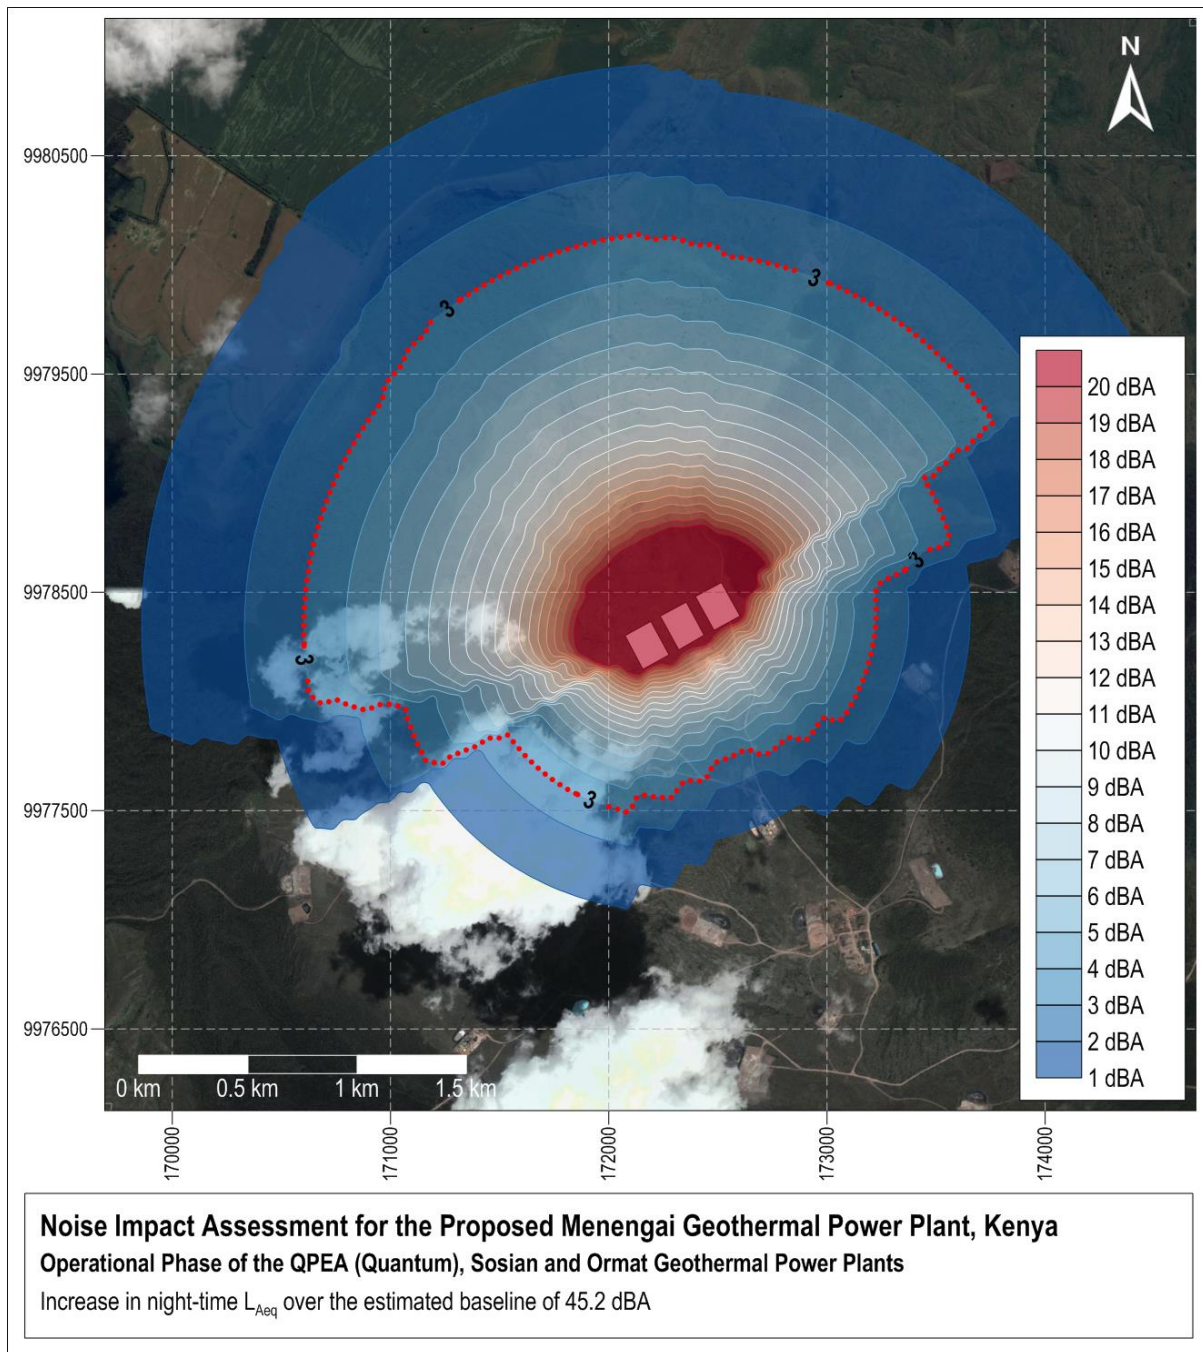 N
9980500
9979500
9978500
9977500
9976500
3
3
3
3
3
20 dBA
19 dBA
18 dBA
17 dBA
16 dBA
15 dBA
14 dBA
13 dBA
12 dBA
11 dBA
10 dBA
9 dBA
8 dBA
7 dBA
6 dBA
5 dBA
4 dBA
3 dBA
2 dBA
1 dBA
0 km 0.5 km 1 km 1.5 km
170000 171000 172000 173000 174000
Noise Impact Assessment for the Proposed Menengai Geothermal Power Plant, Kenya
Operational Phase of the QPEA (Quantum), Sosian and Ormat Geothermal Power Plants
Increase in night-time LAeq over the estimated baseline of 45.2 dBA